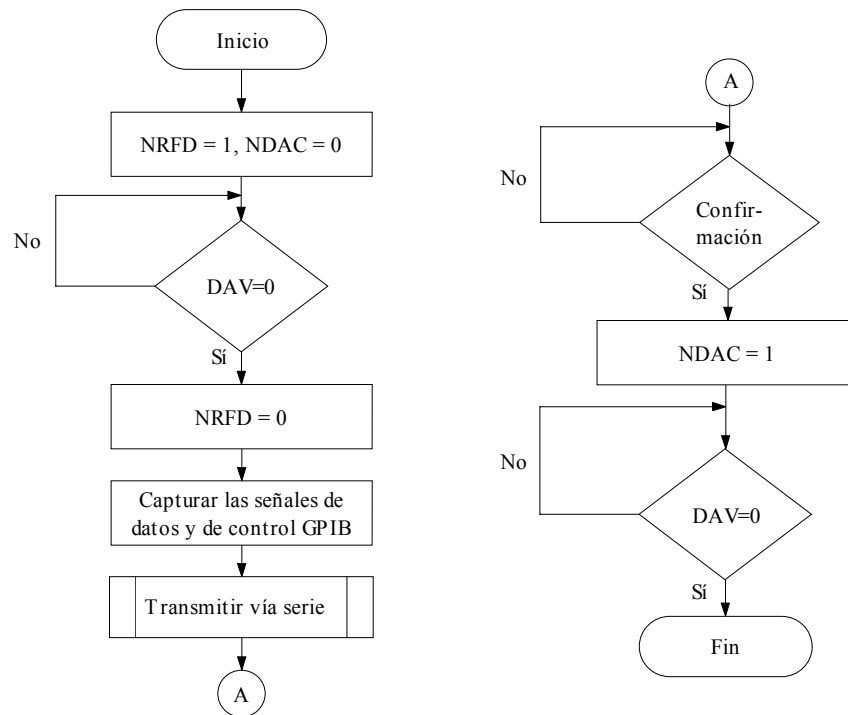 Inicio
NRFD = 1, NDAC = 0
No
DAV=0
Sí
NRFD = 0
Capturar las señales de
datos y de control GPIB
Transmitir vía serie
A
A
No
Confir-
mación
Sí
NDAC = 1
No
DAV=0
Sí
Fin